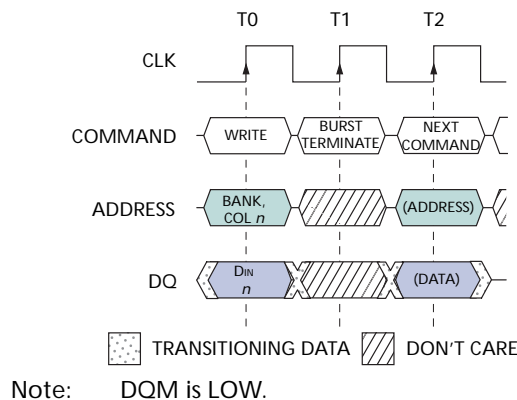 T0 T1 T2
CLK
COMMAND WRITE BURST TERMINATE NEXT COMMAND
ADDRESS BANK, COL n (ADDRESS)
DQ DIN n (DATA)
TRANSITIONING DATA DON'T CARE
Note: DQM is LOW.